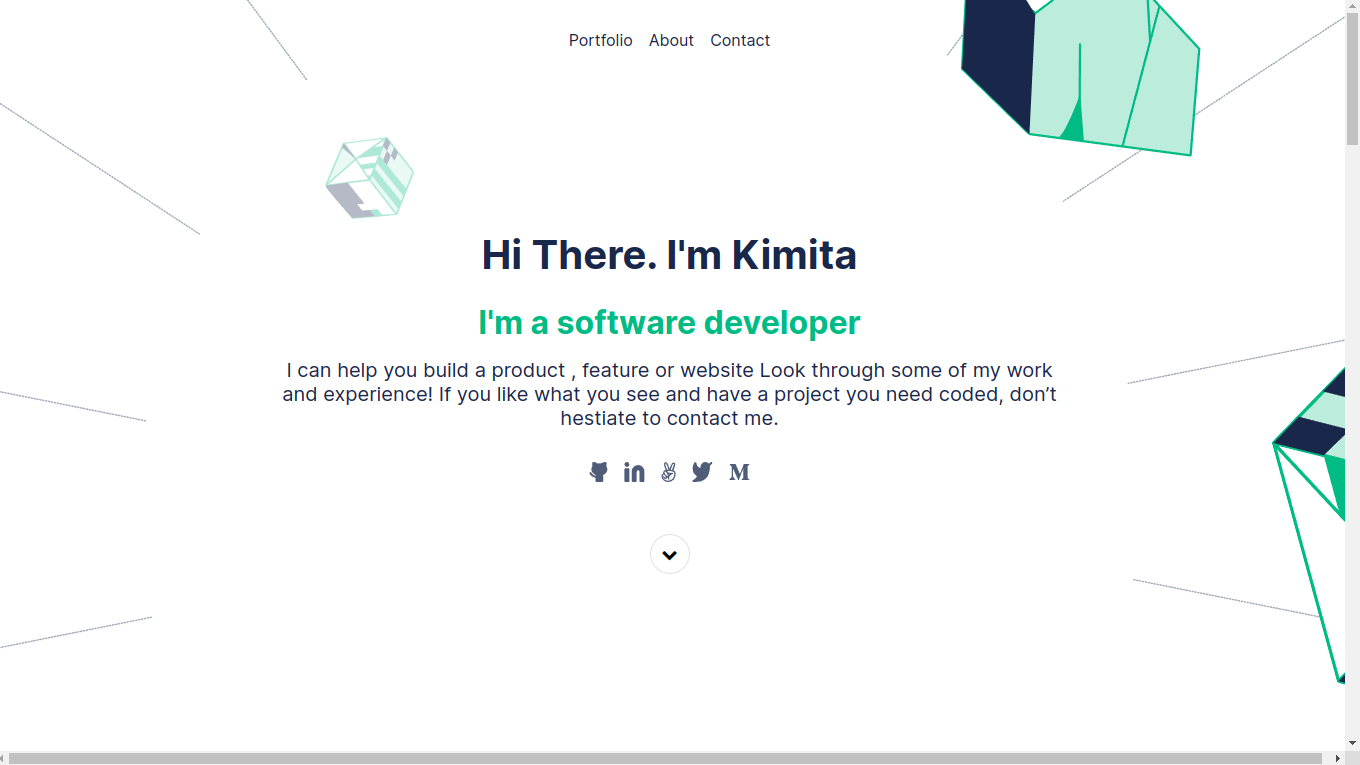 Portfolio About Contact
Hi There. I'm Kimita
I'm a software developer
I can help you build a product , feature or website Look through some of my work
and experience! If you like what you see and have a project you need coded, don’t
hestiate to contact me.